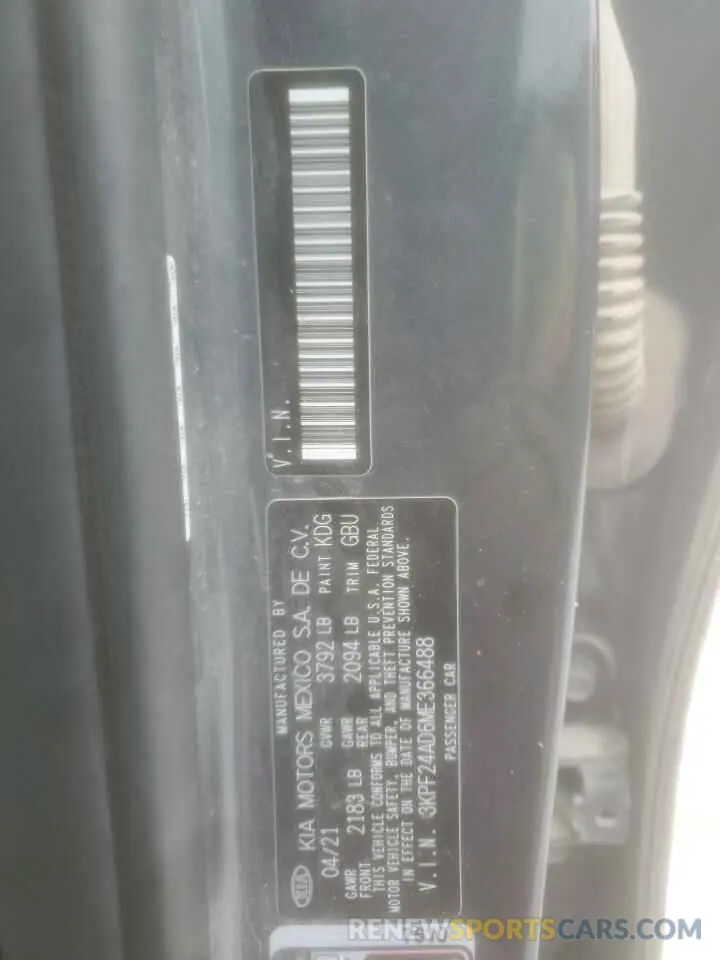 V.I.N.
MANUFACTURED BY
KIA KIA MOTORS MEXICO S.A. DE C.V.
04/21 GVWR 3792 LB PAINT KDG
GAWR FRONT 2183 LB GAWR REAR 2094 LB TRIM GBU
THIS VEHICLE CONFORMS TO ALL APPLICABLE U.S.A. FEDERAL
MOTOR VEHICLE SAFETY, BUMPER, AND THEFT PREVENTION STANDARDS
IN EFFECT ON THE DATE OF MANUFACTURE SHOWN ABOVE.
V.I.N. 3KPF24AD6ME366488
PASSENGER CAR
RENEWSPORTSCARS.COM